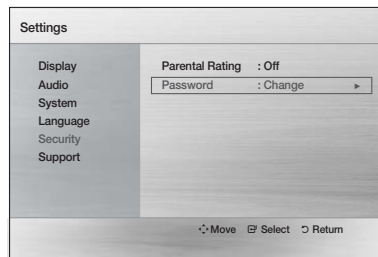 Settings
Display
Audio
System
Language
Security
Support
Parental Rating : Off
Password : Change ►
Move Select Return